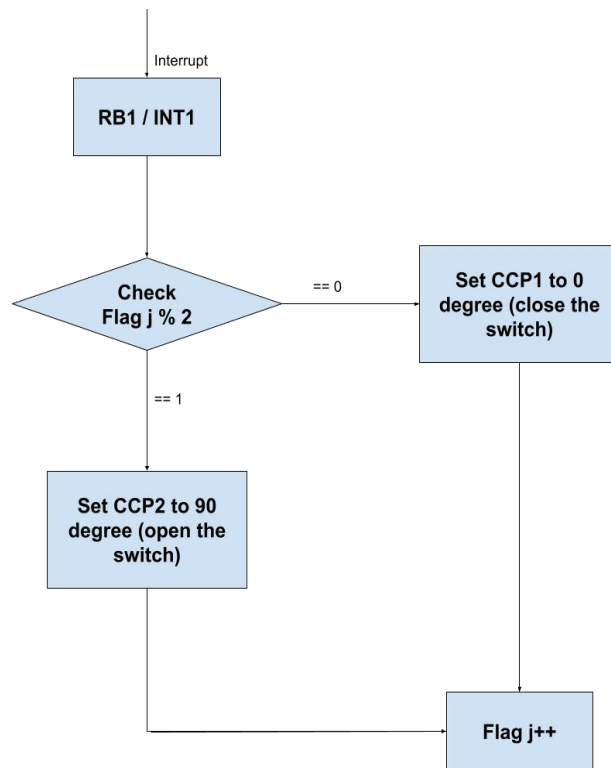 Interrupt
RB1 / INT1
Check
Flag j % 2
== 0
Set CCP1 to 0
degree (close the
switch)
== 1
Set CCP2 to 90
degree (open the
switch)
Flag j++